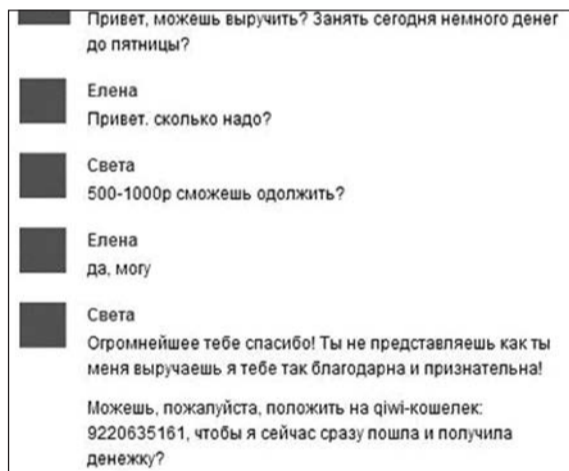 Привет, можешь выручить? Занять сегодня немного денег
до пятницы?
Елена
Привет. сколько надо?
Света
500-1000р сможешь одолжить?
Елена
да, могу
Света
Огромнейшее тебе спасибо! Ты не представляешь как ты
меня выручаешь я тебе так благодарна и признательна!
Можешь, пожалуйста, положить на qiwi-кошелек:
9220635161, чтобы я сейчас сразу пошла и получила
денежку?